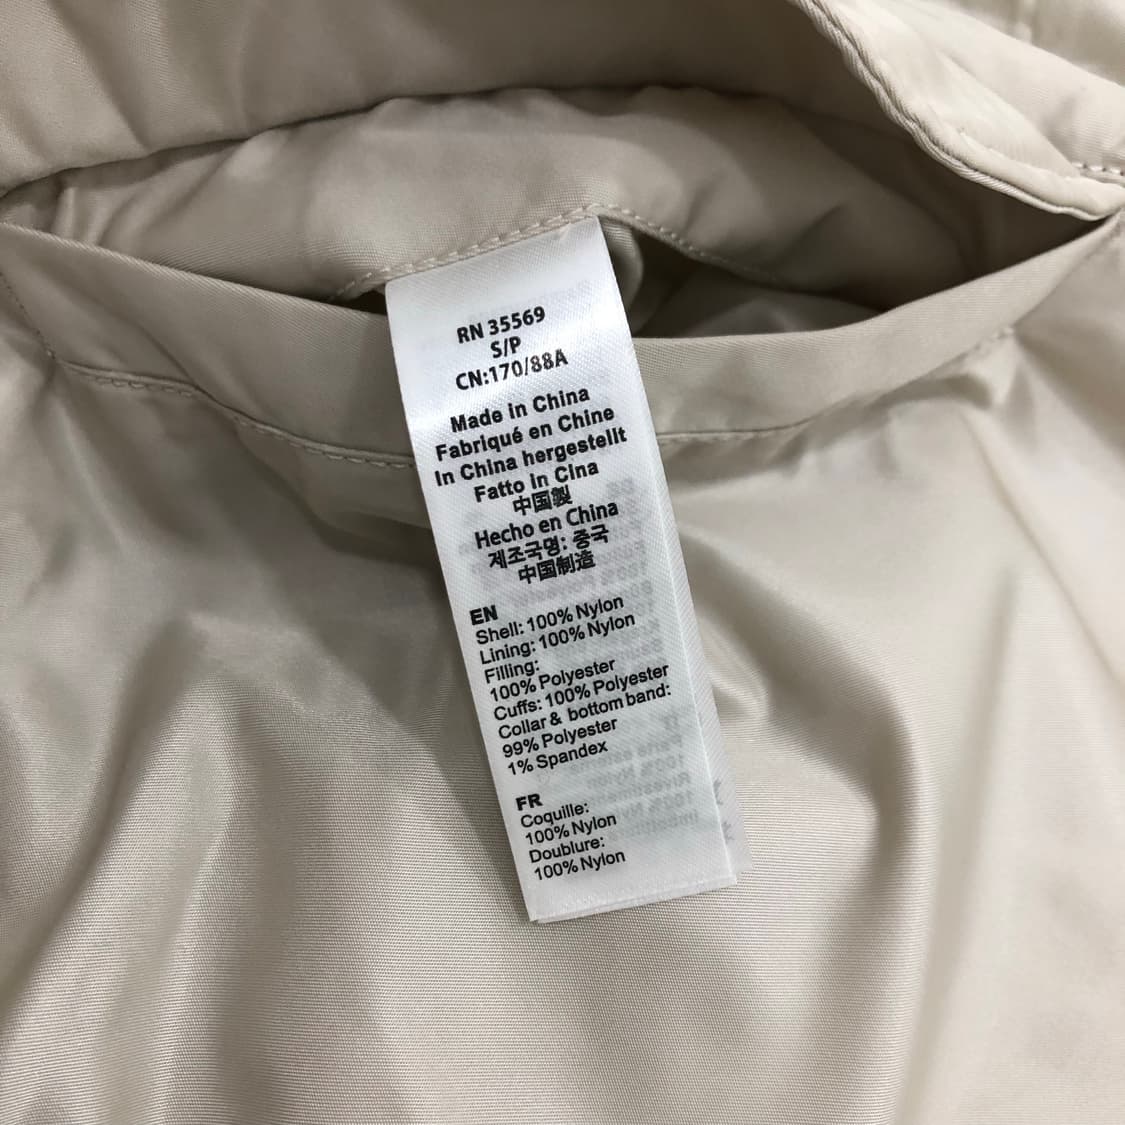 RN 35569
S/P
CN:170/88A
Made in China
Fabriqué en Chine
In China hergestellt
Fatto in Cina
中国製
Hecho en China
제조국명: 중국
中国制造
EN
Shell: 100% Nylon
Lining: 100% Nylon
Filling:
100% Polyester
Cuffs: 100% Polyester
Collar & bottom band:
99% Polyester
1% Spandex
FR
Coquille:
100% Nylon
Doublure:
100% Nylon